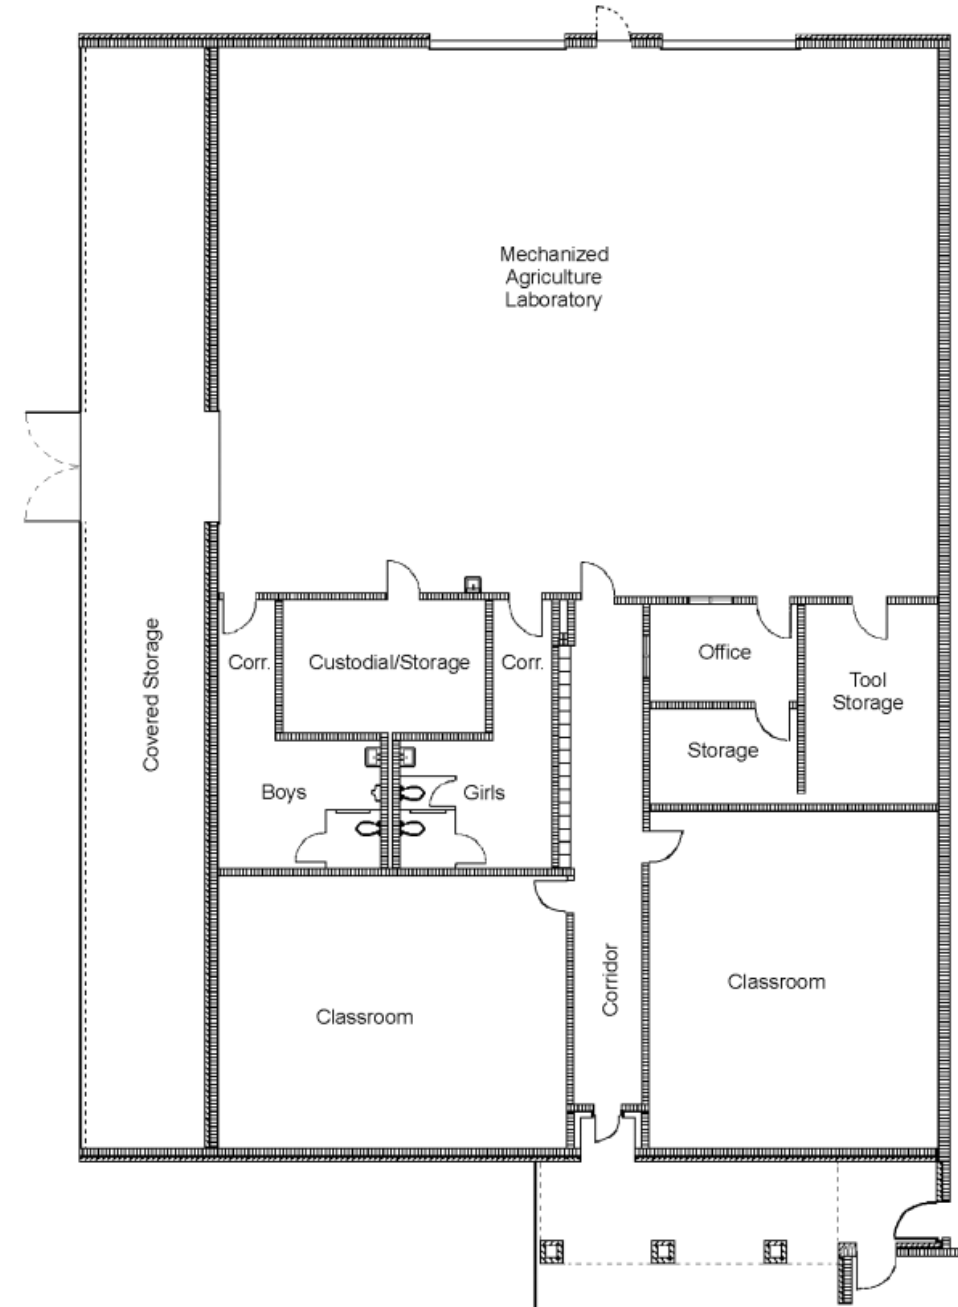 Mechanized
Agriculture
Laboratory
Covered Storage
Corr.
Custodial/Storage
Corr.
Office
Tool
Storage
Storage
Boys
Girls
Corridor
Classroom
Classroom